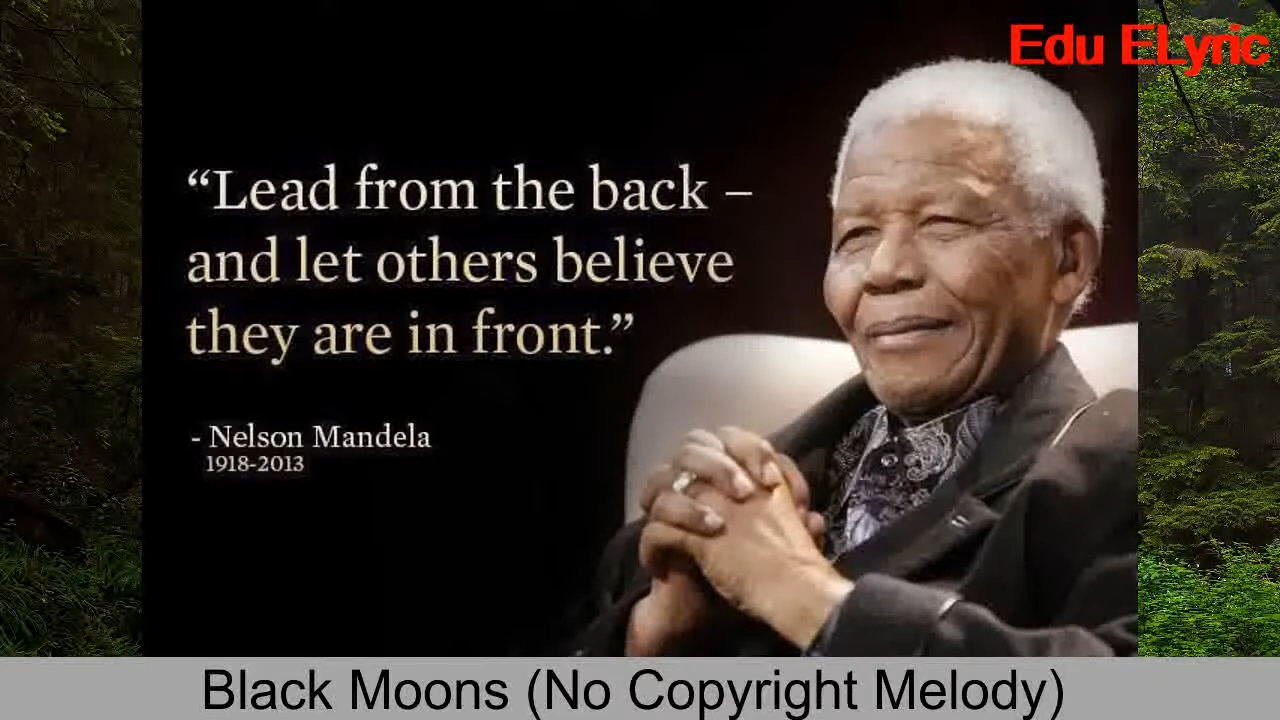 Edu ELyric
“Lead from the back –
and let others believe
they are in front.”
- Nelson Mandela
1918-2013
Black Moons (No Copyright Melody)